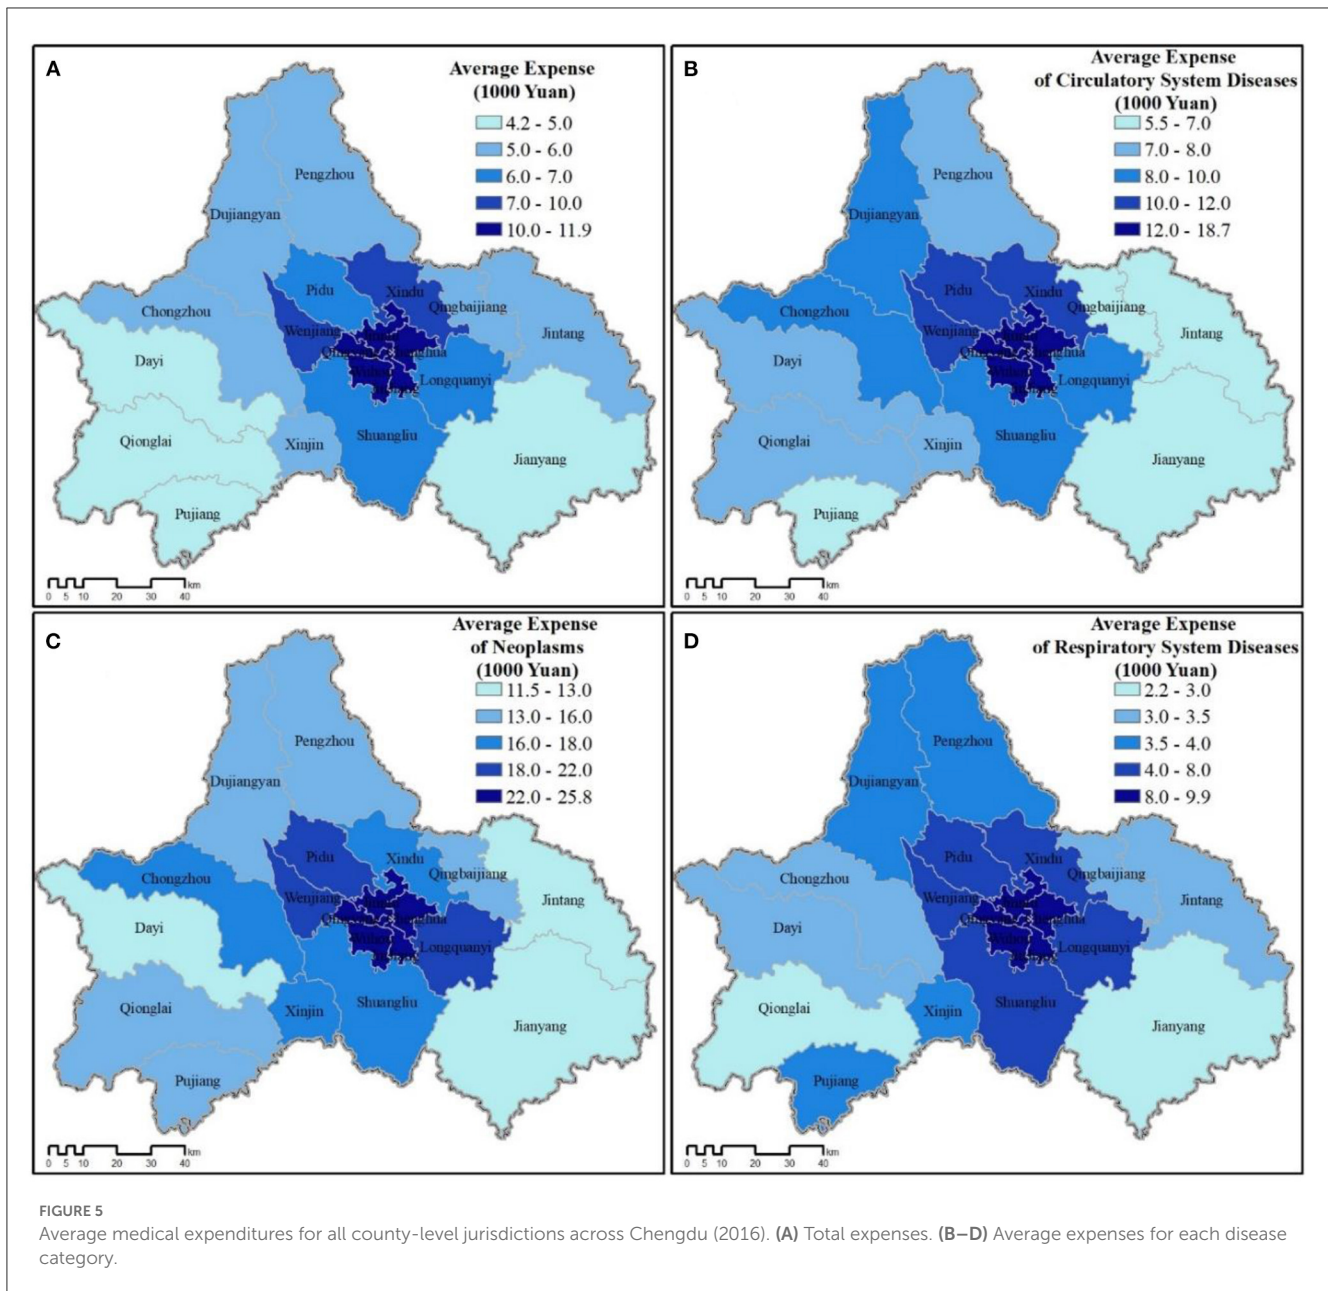 A
Average Expense
(1000 Yuan)
4.2 - 5.0
5.0 - 6.0
6.0 - 7.0
7.0 - 10.0
10.0 - 11.9
Pengzhou
Dujiangyan
Pidu
Xindu
Qingbaijiang
Chongzhou
Wenjiang
Jintang
Dayi
Longquanyi
Qionglai
Xinjin
Shuangliu
Jianyang
Pujiang
0 5 10 20 30 40 km
B
Average Expense
of Circulatory System Diseases
(1000 Yuan)
5.5 - 7.0
7.0 - 8.0
8.0 - 10.0
10.0 - 12.0
12.0 - 18.7
Pengzhou
Dujiangyan
Pidu
Xindu
Qingbaijiang
Chongzhou
Wenjiang
Jintang
Dayi
Longquanyi
Qionglai
Xinjin
Shuangliu
Jianyang
Pujiang
0 5 10 20 30 40 km
C
Average Expense
of Neoplasms
(1000 Yuan)
11.5 - 13.0
13.0 - 16.0
16.0 - 18.0
18.0 - 22.0
22.0 - 25.8
Pengzhou
Dujiangyan
Pidu
Xindu
Qingbaijiang
Chongzhou
Wenjiang
Jintang
Dayi
Longquanyi
Qionglai
Xinjin
Shuangliu
Jianyang
Pujiang
0 5 10 20 30 40 km
D
Average Expense
of Respiratory System Diseases
(1000 Yuan)
2.2 - 3.0
3.0 - 3.5
3.5 - 4.0
4.0 - 8.0
8.0 - 9.9
Pengzhou
Dujiangyan
Pidu
Xindu
Qingbaijiang
Chongzhou
Wenjiang
Jintang
Dayi
Longquanyi
Qionglai
Xinjin
Shuangliu
Jianyang
Pujiang
0 5 10 20 30 40 km
FIGURE 5
Average medical expenditures for all county-level jurisdictions across Chengdu (2016). (A) Total expenses. (B–D) Average expenses for each disease
category.